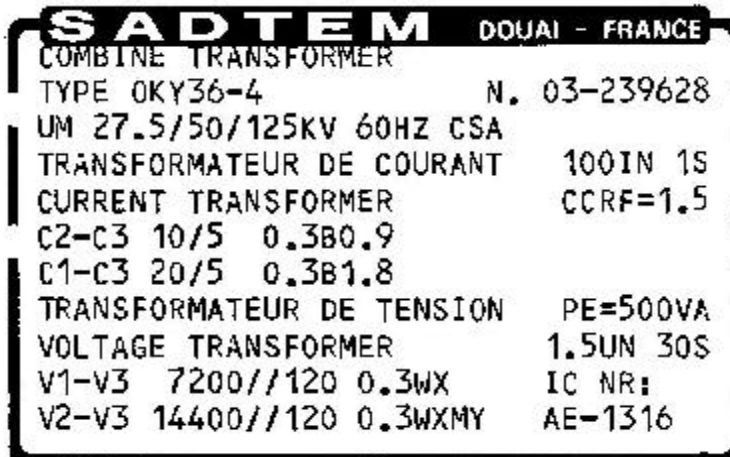 SADTEM DOUAI - FRANCE
COMBINE TRANSFORMER
TYPE OKY36-4 N. 03-239628
UM 27.5/50/125KV 60HZ CSA
TRANSFORMATEUR DE COURANT 100IN 1S
CURRENT TRANSFORMER CCRF=1.5
C2-C3 10/5 0.3B0.9
C1-C3 20/5 0.3B1.8
TRANSFORMATEUR DE TENSION PE=500VA
VOLTAGE TRANSFORMER 1.5UN 30S
V1-V3 7200//120 0.3WX IC NR:
V2-V3 14400//120 0.3WXMY AE-1316